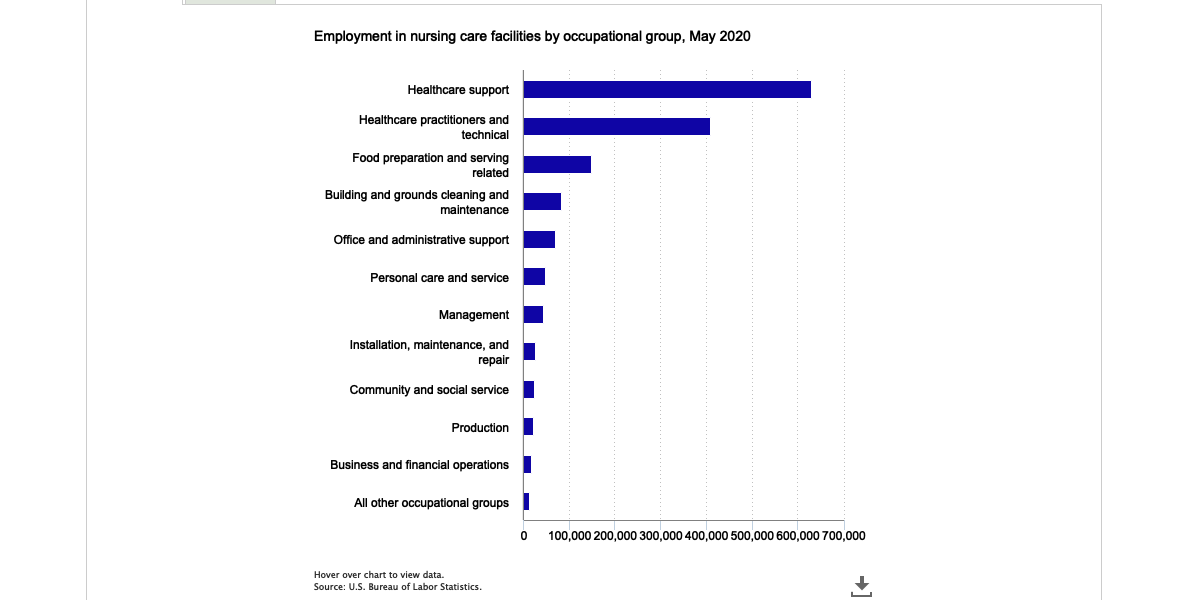 Employment in nursing care facilities by occupational group, May 2020
Healthcare support
Healthcare practitioners and
technical
Food preparation and serving
related
Building and grounds cleaning and
maintenance
Office and administrative support
Personal care and service
Management
Installation, maintenance, and
repair
Community and social service
Production
Business and financial operations
All other occupational groups
0 100,000 200,000 300,000 400,000 500,000 600,000 700,000
Hover over chart to view data.
Source: U.S. Bureau of Labor Statistics.